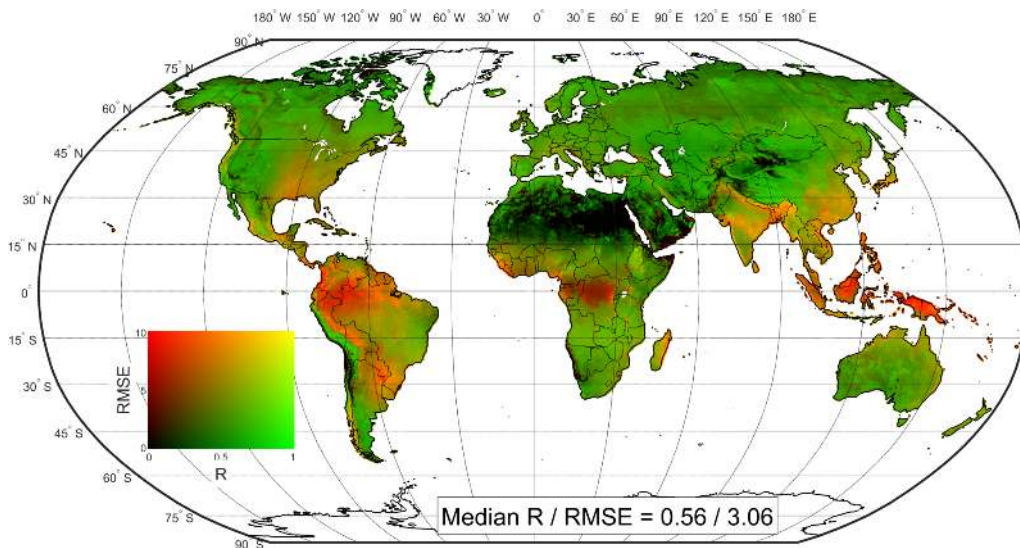 180° W 150° W 120° W 90° W 60° W 30° W 0° 30° E 60° E 90° E 120° E 150° E 180° E
90° N
75° N
60° N
45° N
30° N
15° N
0°
15° S
30° S
45° S
60° S
75° S
90° S
10
5
0
RMSE
0 0.5 1
R
Median R / RMSE = 0.56 / 3.06